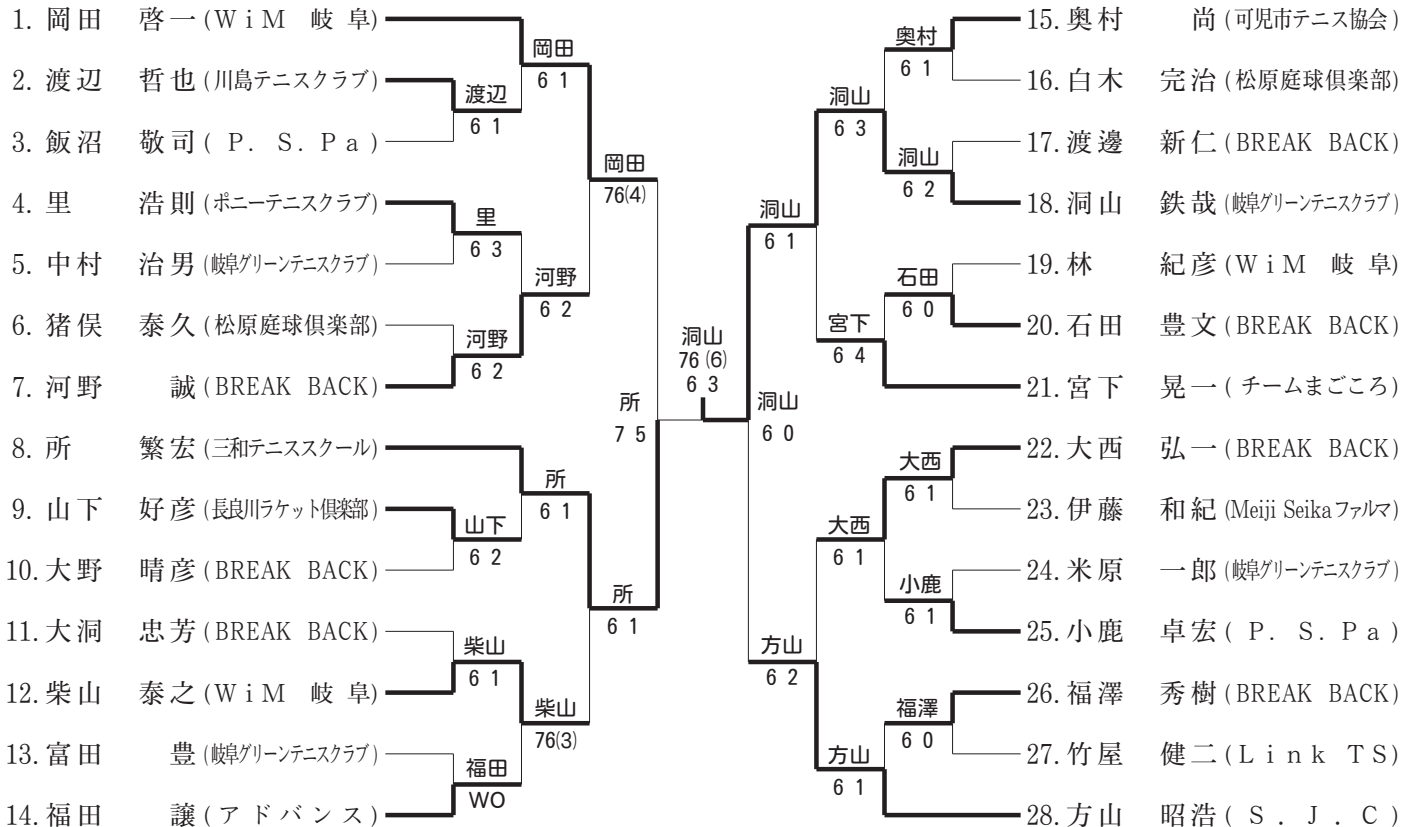 1. 岡田 啓一 (WiM 岐阜)
2. 渡辺 哲也 (川島テニスクラブ)
3. 飯沼 敬司 (P. S. Pa)
4. 里 浩則 (ポニーテニスクラブ)
5. 中村 治男 (岐阜グリーンテニスクラブ)
6. 猪俣 泰久 (松原庭球倶楽部)
7. 河野 誠 (BREAK BACK)
8. 所 繁宏 (三和テニススクール)
9. 山下 好彦 (長良川ラケット倶楽部)
10. 大野 晴彦 (BREAK BACK)
11. 大洞 忠芳 (BREAK BACK)
12. 柴山 泰之 (WiM 岐阜)
13. 富田 豊 (岐阜グリーンテニスクラブ)
14. 福田 譲 (アドバンス)
渡辺
6 1
里
6 3
河野
6 2
山下
6 2
柴山
6 1
福田
WO
岡田
6 1
河野
6 2
所
6 1
柴山
76(3)
岡田
76(4)
所
6 1
所
7 5
洞山
76 (6)
6 3
洞山
6 0
洞山
6 1
方山
6 2
洞山
6 3
宮下
6 4
大西
6 1
方山
6 1
奥村
6 1
洞山
6 2
石田
6 0
大西
6 1
小鹿
6 1
福澤
6 0
15. 奥村 尚 (可児市テニス協会)
16. 白木 完治 (松原庭球倶楽部)
17. 渡邊 新仁 (BREAK BACK)
18. 洞山 鉄哉 (岐阜グリーンテニスクラブ)
19. 林 紀彦 (WiM 岐阜)
20. 石田 豊文 (BREAK BACK)
21. 宮下 晃一 (チームまごころ)
22. 大西 弘一 (BREAK BACK)
23. 伊藤 和紀 (Meiji Seikaファルマ)
24. 米原 一郎 (岐阜グリーンテニスクラブ)
25. 小鹿 卓宏 (P. S. Pa)
26. 福澤 秀樹 (BREAK BACK)
27. 竹屋 健二 (Link TS)
28. 方山 昭浩 (S. J. C)